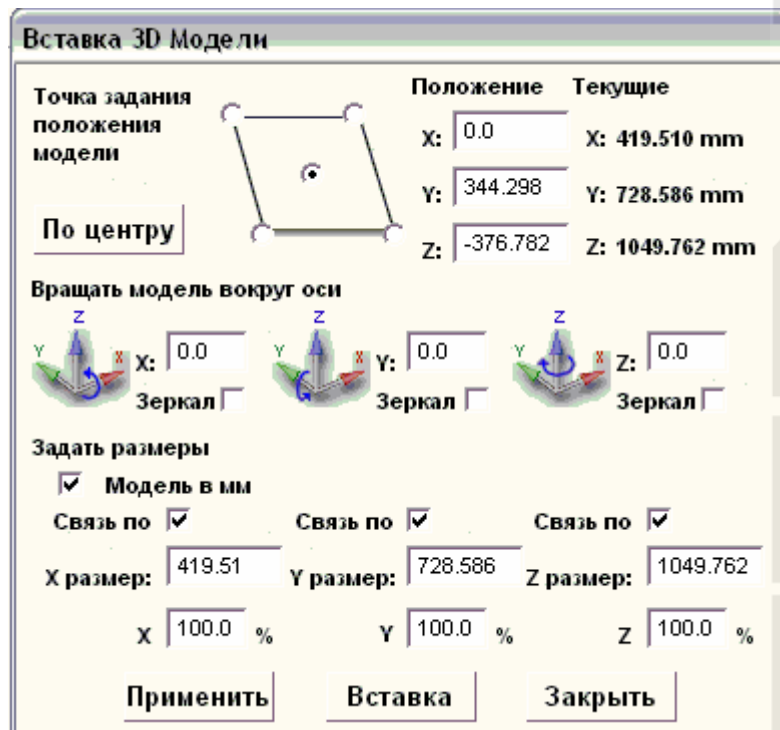 Вставка 3D Модели
Точка задания
положения
модели
По центру
Положение Текущие
X: 0.0 X: 419.510 mm
Y: 344.298 Y: 728.586 mm
Z: -376.782 Z: 1049.762 mm
Вращать модель вокруг оси
Z Z Z
Y X Y X Y X
X: 0.0 Y: 0.0 Z: 0.0
Зеркал Зеркал Зеркал
Задать размеры
Модель в мм
Связь по Связь по Связь по
X размер: 419.51 Y размер: 728.586 Z размер: 1049.762
X 100.0 % Y 100.0 % Z 100.0 %
Применить Вставка Закрыть